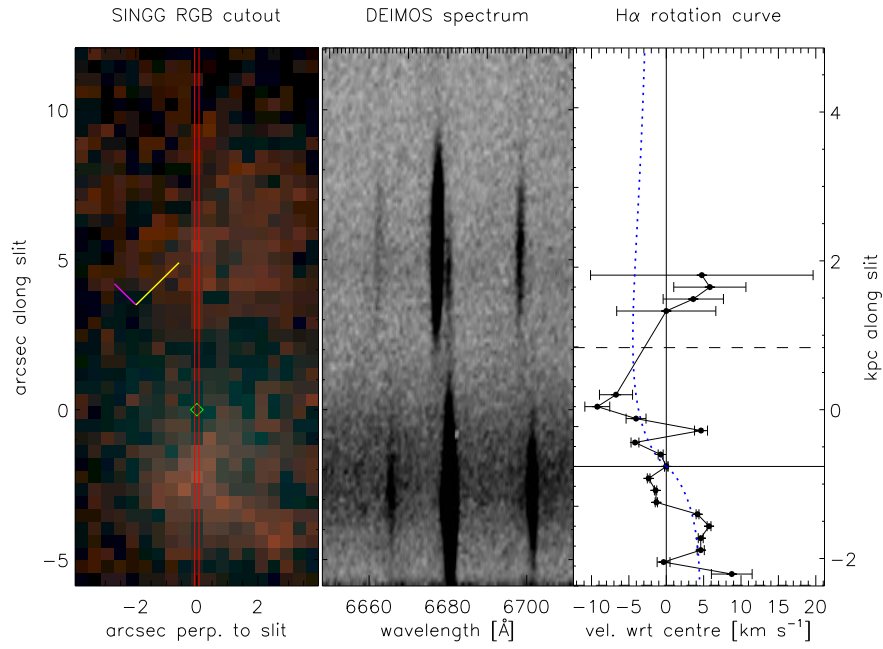 SINGG RGB cutout
DEIMOS spectrum
Hα rotation curve
10
5
0
−5
arcsec along slit
−2
0
2
arcsec perp. to slit
6660
6680
6700
wavelength [Å]
−10
−5
0
5
10
15
20
vel. wrt centre [km s⁻¹]
4
2
0
−2
kpc along slit